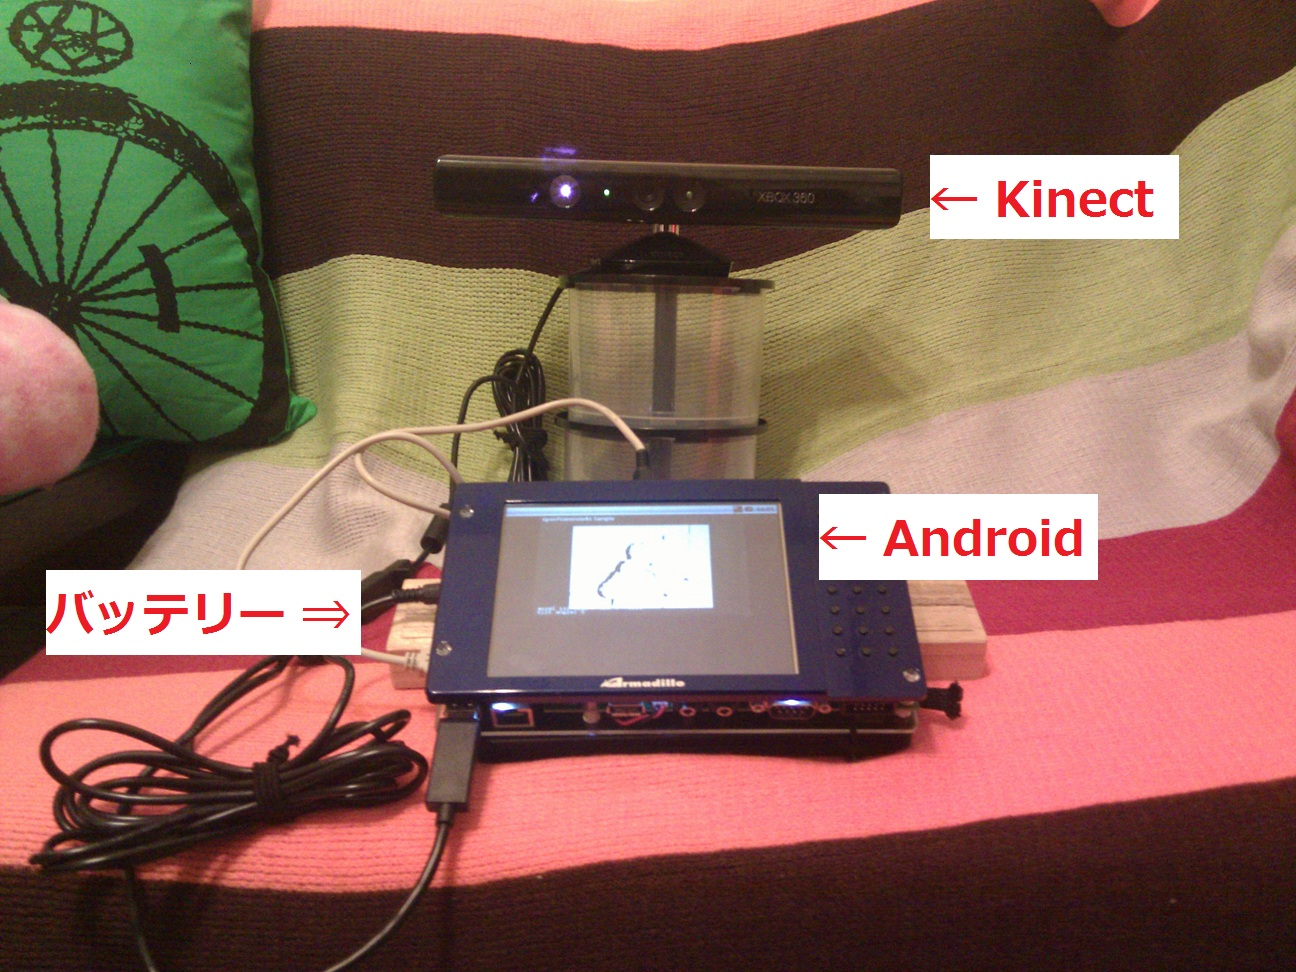 XBOX 360
← Kinect
← Android
バッテリー ⇒
Armadillo